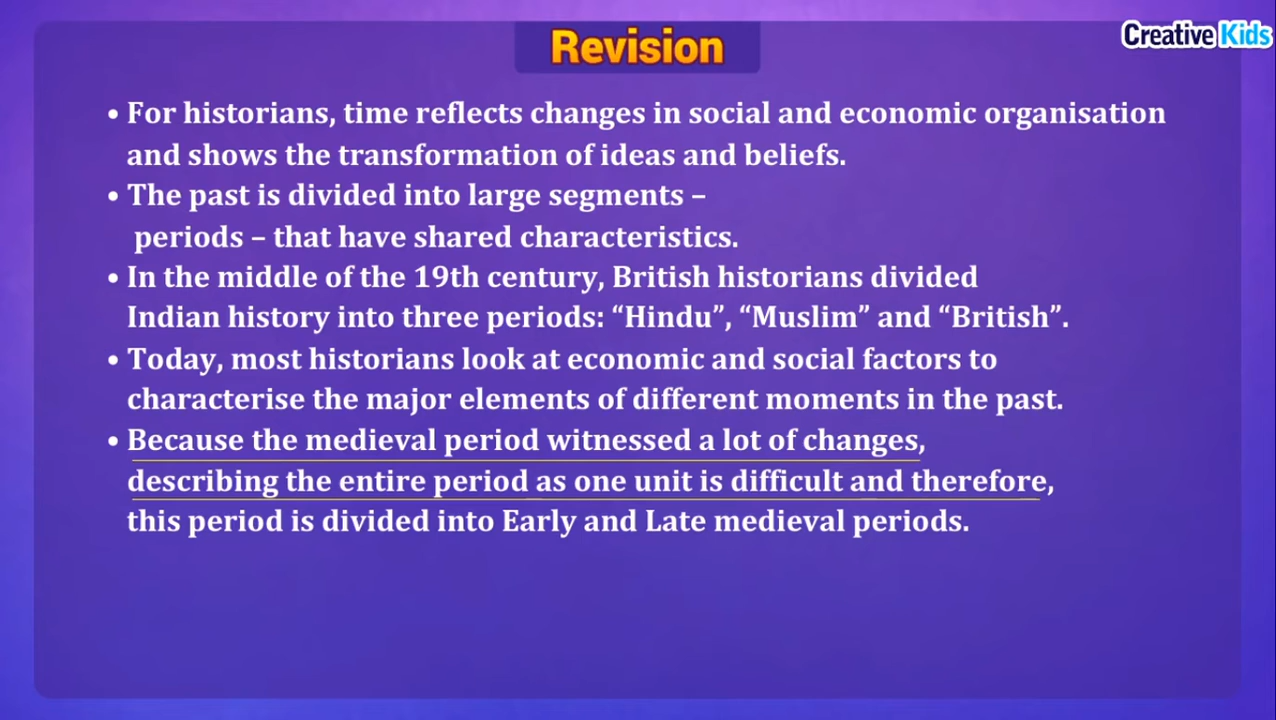 Revision
Creative Kids
• For historians, time reflects changes in social and economic organisation
and shows the transformation of ideas and beliefs.
• The past is divided into large segments –
periods – that have shared characteristics.
• In the middle of the 19th century, British historians divided
Indian history into three periods: “Hindu”, “Muslim” and “British”.
• Today, most historians look at economic and social factors to
characterise the major elements of different moments in the past.
• Because the medieval period witnessed a lot of changes,
describing the entire period as one unit is difficult and therefore,
this period is divided into Early and Late medieval periods.